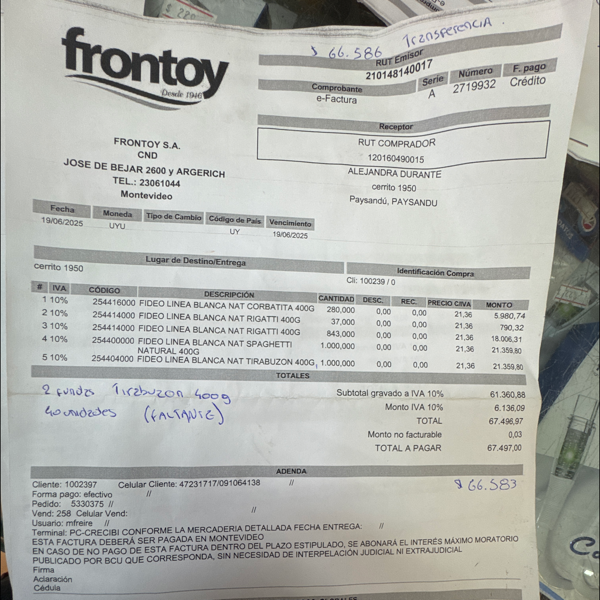 $ 66.586 Transferencia
frontoy
Desde 1946
RUT Emisor
210148140017
Comprobante Serie Número F. pago
e-Factura A 2719932 Crédito
Receptor
RUT COMPRADOR
120160490015
ALEJANDRA DURANTE
cerrito 1950
Paysandú, PAYSANDU
FRONTOY S.A.
CND
JOSE DE BEJAR 2600 y ARGERICH
TEL.: 23061044
Montevideo
Fecha Moneda Tipo de Cambio Código de País Vencimiento
19/06/2025 UYU UY 19/06/2025
Lugar de Destino/Entrega
cerrito 1950
Identificación Compra:
Cli: 100239 / 0
# IVA CÓDIGO DESCRIPCIÓN CANTIDAD DESC. REC. PRECIO C/IVA MONTO
1 10% 254416000 FIDEO LINEA BLANCA NAT CORBATITA 400G 280,000 0,00 0,00 21,36 5.980,74
2 10% 254414000 FIDEO LINEA BLANCA NAT RIGATTI 400G 37,000 0,00 0,00 21,36 790,32
3 10% 254414000 FIDEO LINEA BLANCA NAT RIGATTI 400G 843,000 0,00 0,00 21,36 18.006,31
4 10% 254400000 FIDEO LINEA BLANCA NAT SPAGHETTI 1.000,000 0,00 0,00 21,36 21.359,80
NATURAL 400G
5 10% 254404000 FIDEO LINEA BLANCA NAT TIRABUZON 400G 1.000,000 0,00 0,00 21,36 21.359,80
TOTALES
2 fundas Tirabuzon 400g
40 unidades (FALTANTE)
Subtotal gravado a IVA 10% 61.360,88
Monto IVA 10% 6.136,09
TOTAL 67.496,97
Monto no facturable 0,03
TOTAL A PAGAR 67.497,00
ADENDA
$ 66.583
Cliente: 1002397 Celular Cliente: 47231717/091064138 //
Forma pago: efectivo //
Pedido: 5330375 //
Vend: 258 Celular Vend: //
Usuario: mfreire //
Terminal: PC-CRECIBI CONFORME LA MERCADERIA DETALLADA FECHA ENTREGA: //
ESTA FACTURA DEBERÁ SER PAGADA EN MONTEVIDEO
EN CASO DE NO PAGO DE ESTA FACTURA DENTRO DEL PLAZO ESTIPULADO, SE ABONARÁ EL INTERÉS MÁXIMO MORATORIO
PUBLICADO POR BCU QUE CORRESPONDA, SIN NECESIDAD DE INTERPELACIÓN JUDICIAL NI EXTRAJUDICIAL
Firma
Aclaración
Cédula